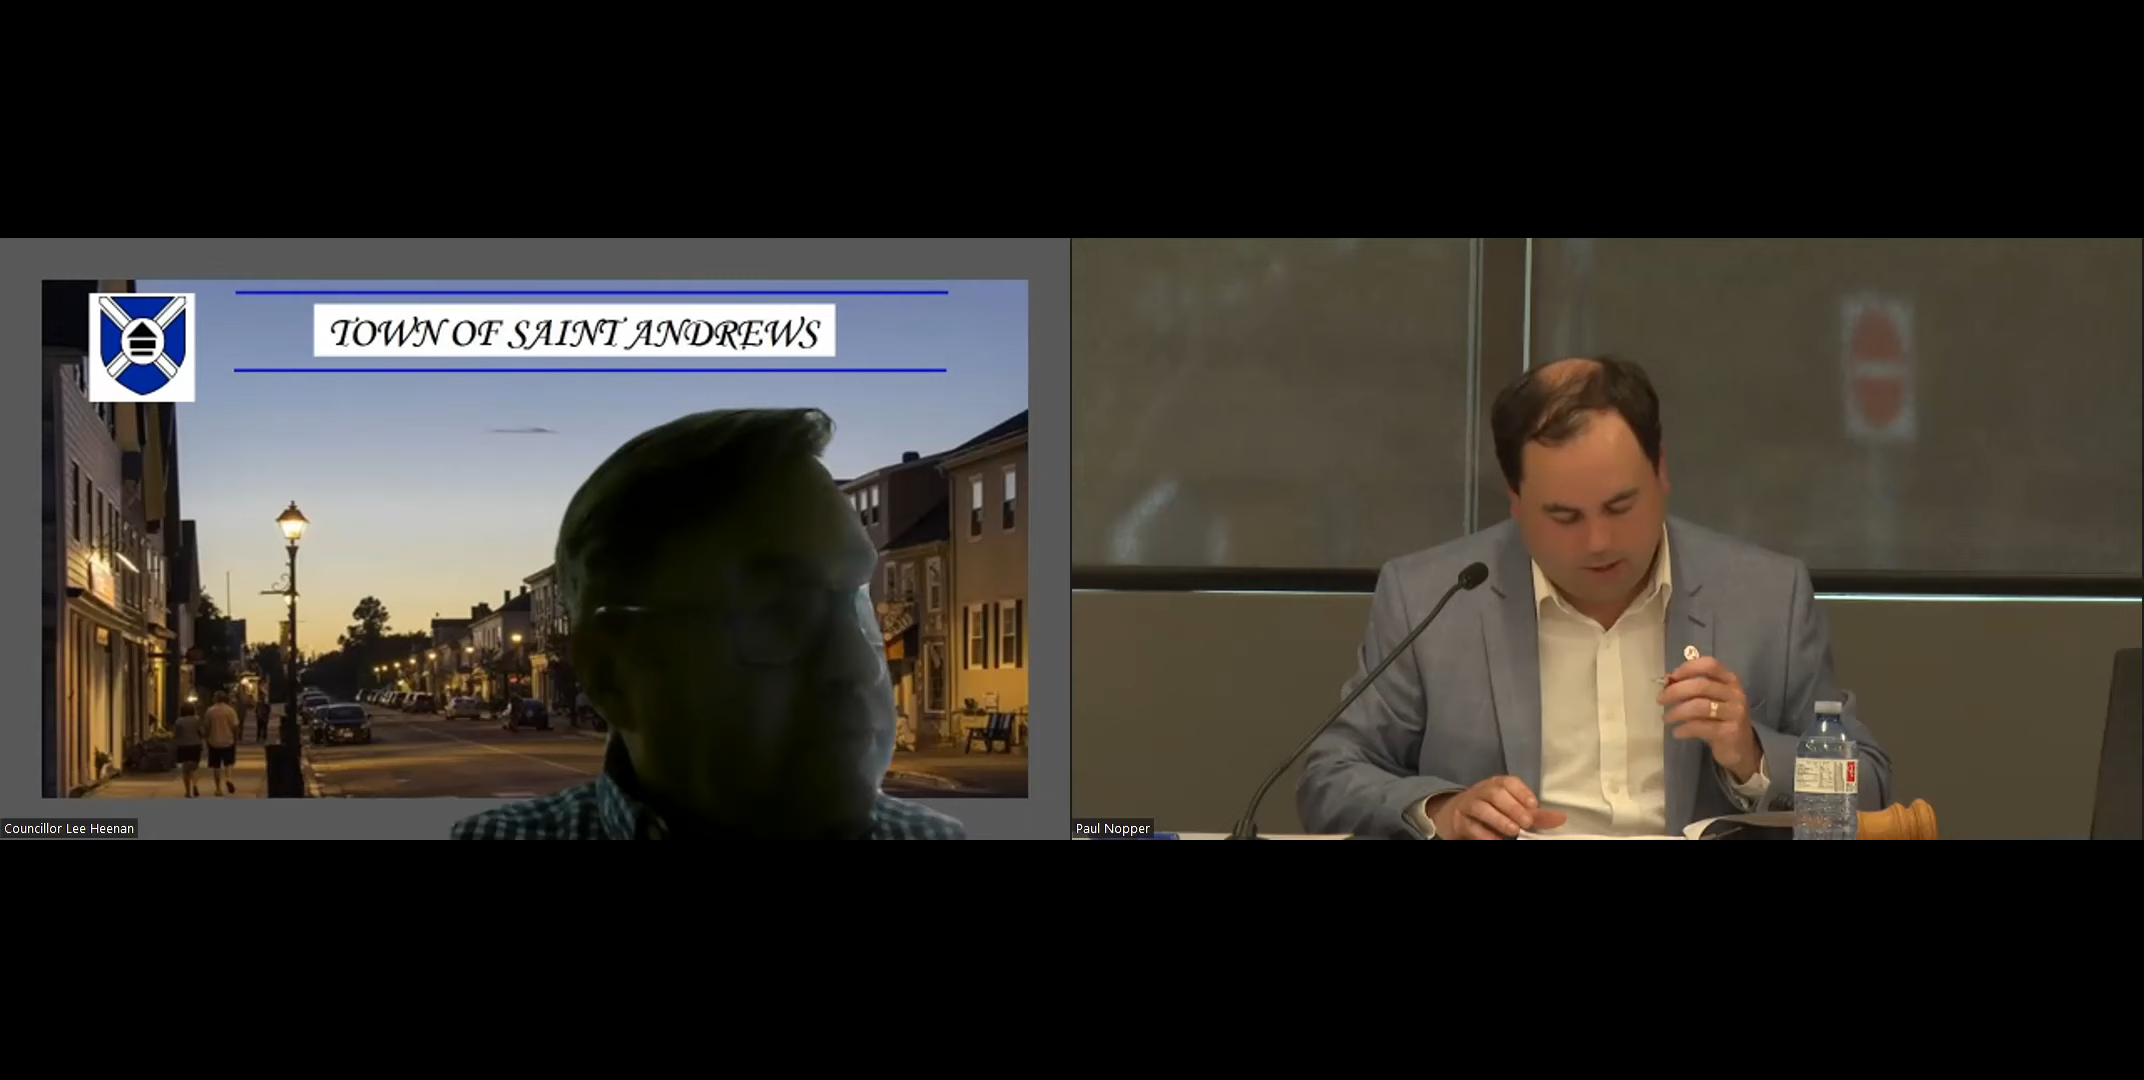 TOWN OF SAINT ANDREWS
Councillor Lee Heenan
Paul Nopper